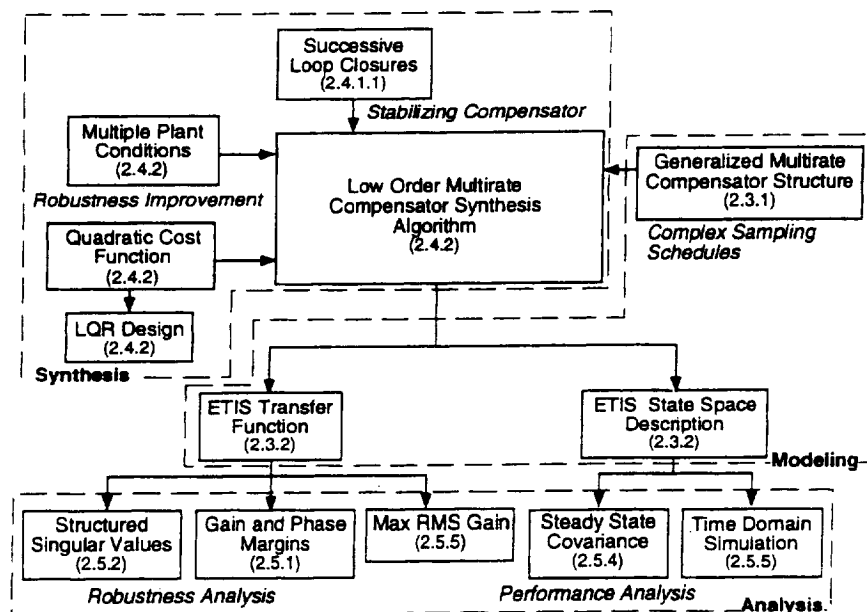 Successive
Loop Closures
(2.4.1.1)
Stabilizing Compensator
Multiple Plant
Conditions
(2.4.2)
Robustness Improvement
Low Order Multirate
Compensator Synthesis
Algorithm
(2.4.2)
Generalized Multirate
Compensator Structure
(2.3.1)
Complex Sampling
Schedules
Quadratic Cost
Function
(2.4.2)
LQR Design
(2.4.2)
Synthesis
ETIS Transfer
Function
(2.3.2)
ETIS State Space
Description
(2.3.2)
Modeling
Structured
Singular Values
(2.5.2)
Gain and Phase
Margins
(2.5.1)
Max RMS Gain
(2.5.5)
Steady State
Covariance
(2.5.4)
Time Domain
Simulation
(2.5.5)
Robustness Analysis
Performance Analysis
Analysis